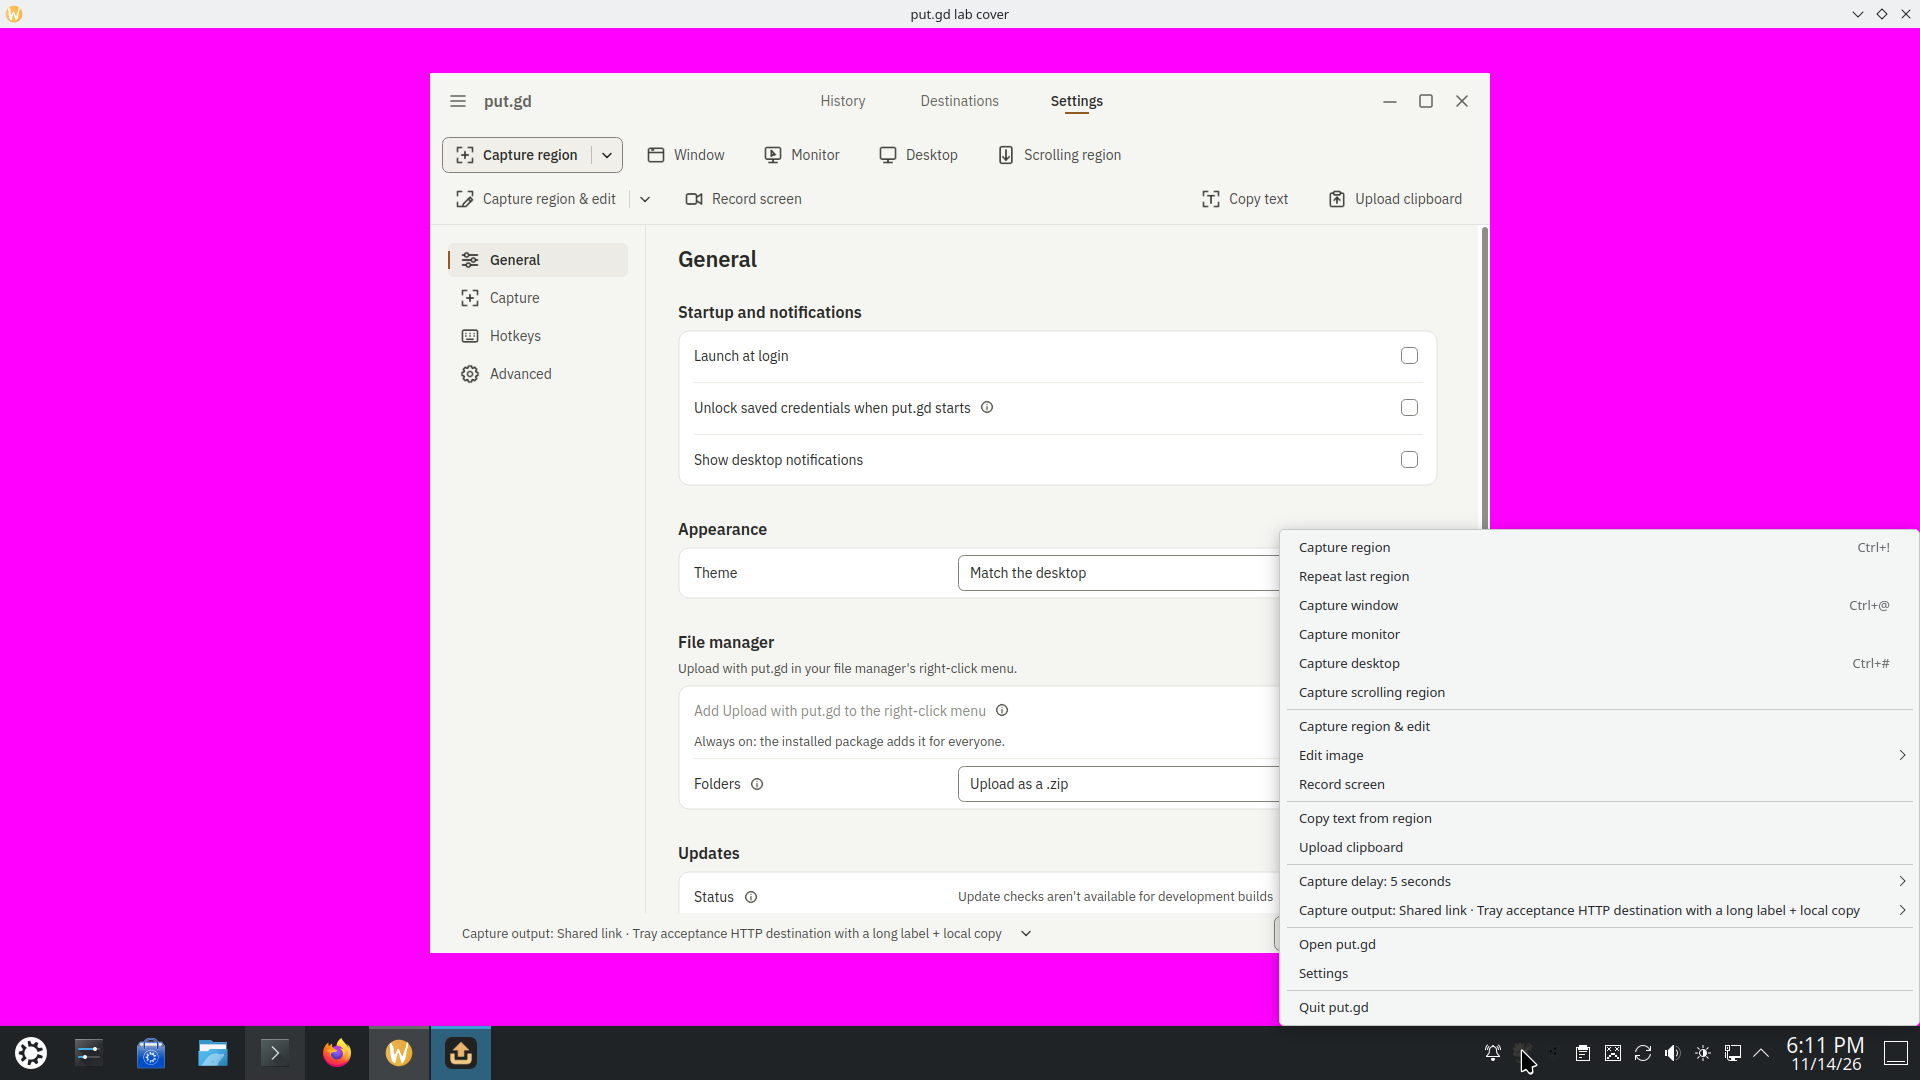 put.gd lab cover
put.gd
History
Destinations
Settings
Capture region
Window
Monitor
Desktop
Scrolling region
Capture region & edit
Record screen
Copy text
Upload clipboard
General
Capture
Hotkeys
Advanced
General
Startup and notifications
Launch at login
Unlock saved credentials when put.gd starts
Show desktop notifications
Appearance
Theme
Match the desktop
File manager
Upload with put.gd in your file manager's right-click menu.
Add Upload with put.gd to the right-click menu
Always on: the installed package adds it for everyone.
Folders
Upload as a .zip
Updates
Status
Update checks aren't available for development builds
Capture output: Shared link · Tray acceptance HTTP destination with a long label + local copy
Capture region Ctrl+!
Repeat last region
Capture window Ctrl+@
Capture monitor
Capture desktop Ctrl+#
Capture scrolling region
Capture region & edit
Edit image
Record screen
Copy text from region
Upload clipboard
Capture delay: 5 seconds
Capture output: Shared link · Tray acceptance HTTP destination with a long label + local copy
Open put.gd
Settings
Quit put.gd
6:11 PM
11/14/26